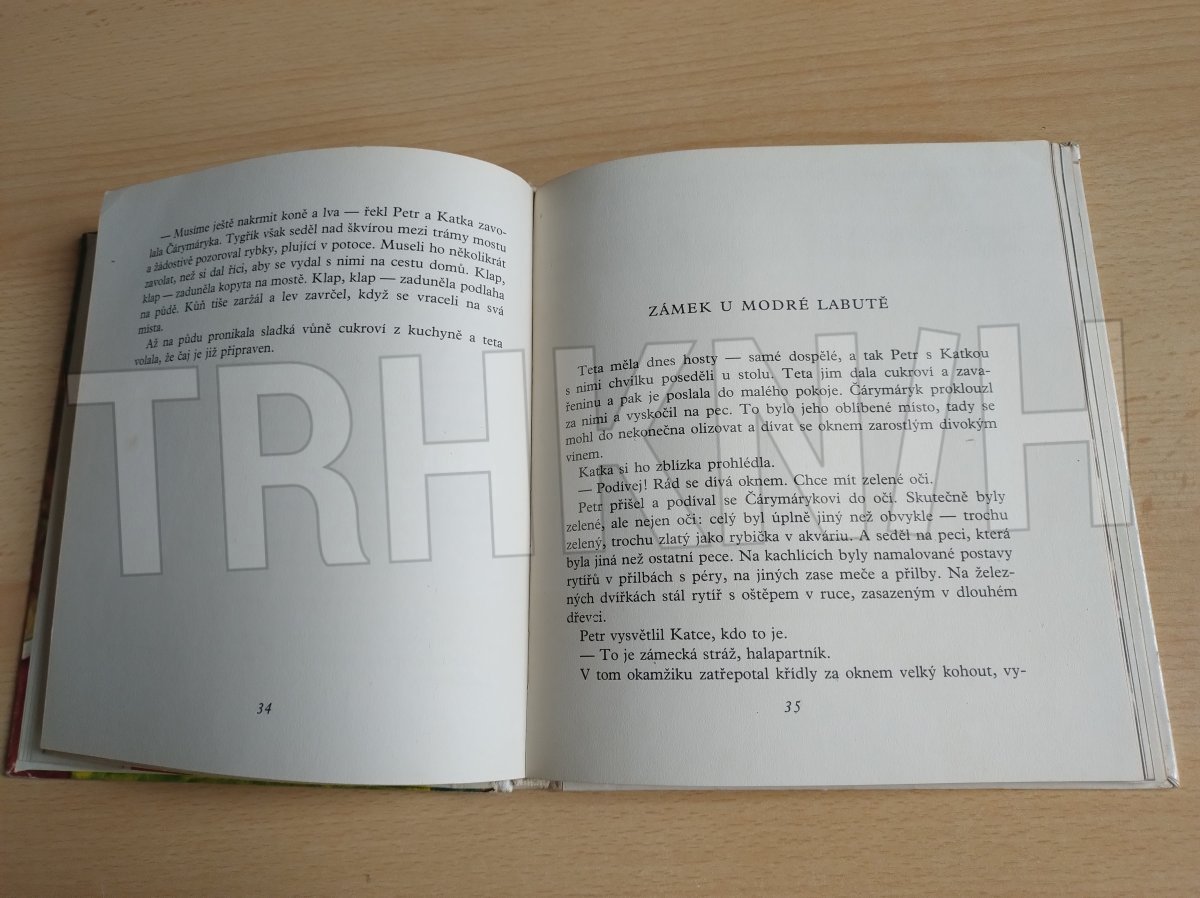 — Musíme ještě nakrmit koně a lva — řekl Petr a Katka zavo-
lala Čárymáryka. Tygřík však seděl nad škvírou mezi trámy mostu
a žádostivě pozoroval rybky, plující v potoce. Museli ho několikrát
zavolat, než si dal říci, aby se vydal s nimi na cestu domů. Klap,
klap — zaduněla kopyta na mostě. Klap, klap — zaduněla podlaha
na půdě. Kůň tiše zaržál a lev zavrčel, když se vraceli na svá
místa.
Až na půdu pronikala sladká vůně cukroví z kuchyně a teta
volala, že čaj je již připraven.
34
ZÁMEK U MODRÉ LABUTĚ
Teta měla dnes hosty — samé dospělé, a tak Petr s Katkou
s nimi chvilku poseděli u stolu. Teta jim dala cukroví a zava-
řeninu a pak je poslala do malého pokoje. Čárymáryk proklouzl
za nimi a vyskočil na pec. To bylo jeho oblíbené místo, tady se
mohl do nekonečna olizovat a dívat se oknem zarostlým divokým
vínem.
Katka si ho zblízka prohlédla.
— Podívej! Rád se dívá oknem. Chce mít zelené oči.
Petr přišel a podíval se Čárymárykovi do očí. Skutečně byly
zelené, ale nejen oči: celý byl úplně jiný než obvykle — trochu
zelený, trochu zlatý jako rybička v akváriu. A seděl na peci, která
byla jiná než ostatní pece. Na kachlících byly namalované postavy
rytířů v přilbách s péry, na jiných zase meče a přilby. Na želez-
ných dvířkách stál rytíř s oštěpem v ruce, zasazeným v dlouhém
dřevci.
Petr vysvětlil Katce, kdo to je.
— To je zámecká stráž, halapartník.
V tom okamžiku zatřepotal křídly za oknem velký kohout, vy-
35
TRHKNIH